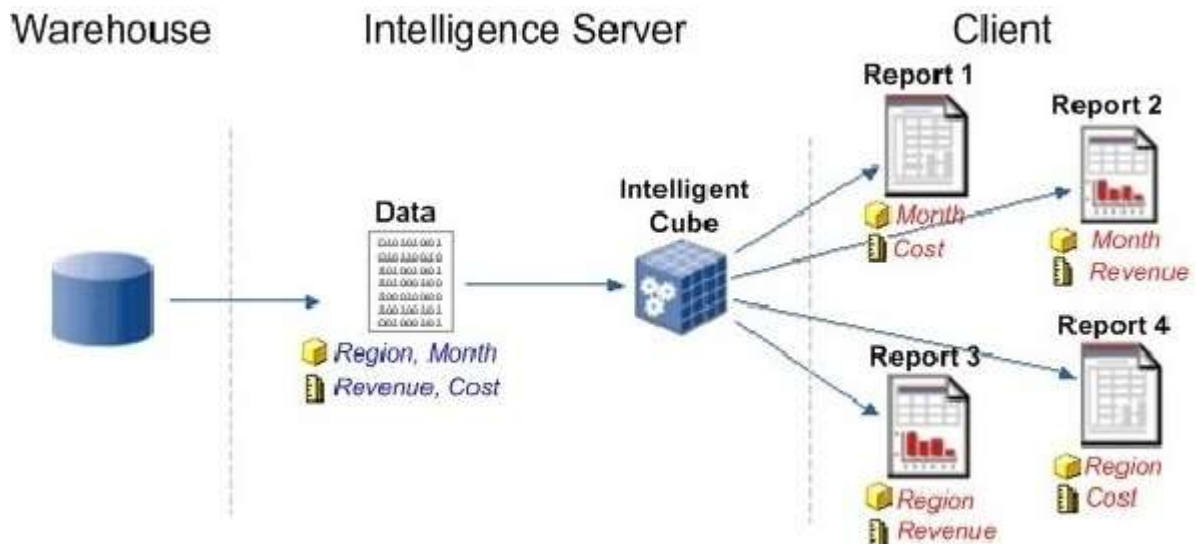 Warehouse
Intelligence Server
Client
Report 1
Report 2
Intelligent
Cube
Data
Month
Cost
Month
Revenue
Region, Month
Revenue, Cost
Report 3
Report 4
Region
Cost
Region
Revenue